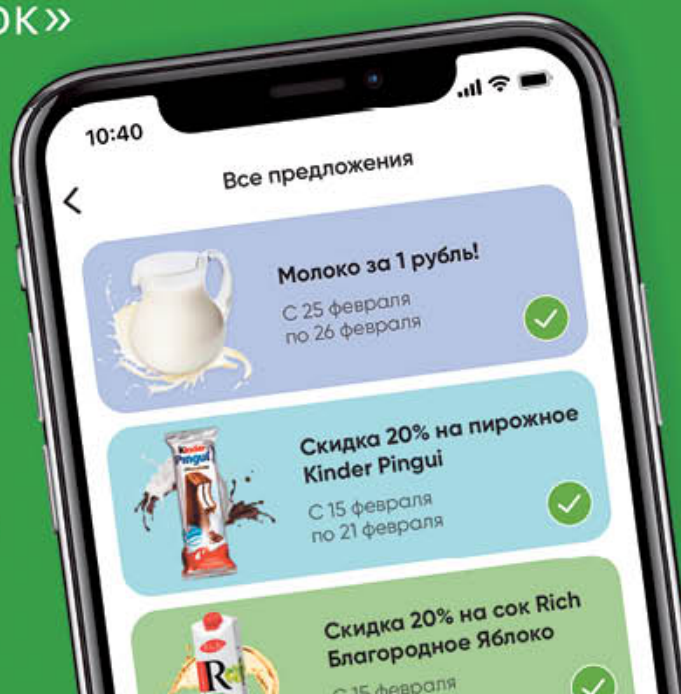 ОК»
10:40
Все предложения
Молоко за 1 рубль!
С 25 февраля
по 26 февраля
Kinder
Pingui
Скидка 20% на пирожное
Kinder Pingui
С 15 февраля
по 21 февраля
Скидка 20% на сок Rich
Благородное Яблоко
С 15 февраля